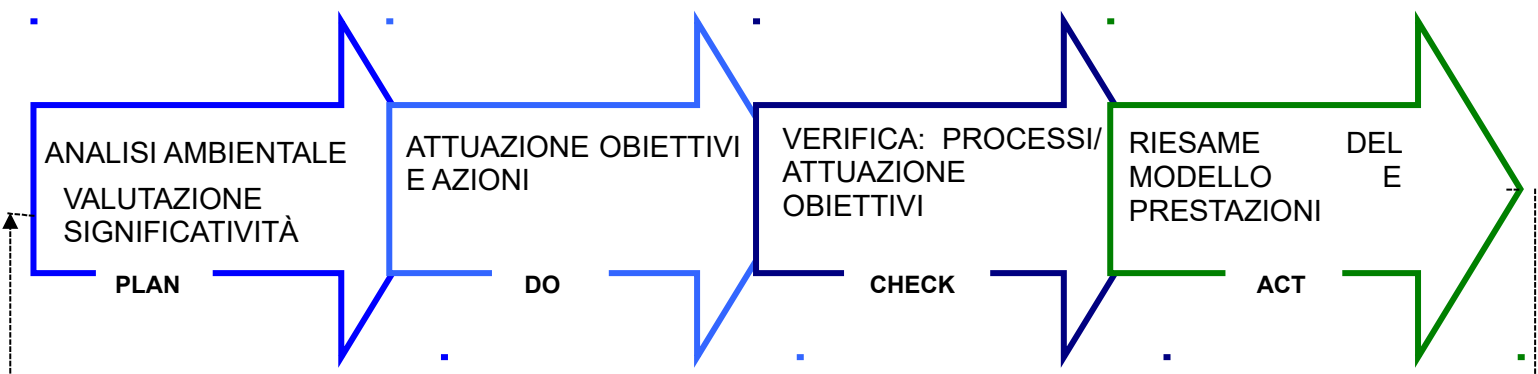 ANALISI AMBIENTALE
VALUTAZIONE
SIGNIFICATIVITÀ
PLAN
ATTUAZIONE OBIETTIVI
E AZIONI
DO
VERIFICA: PROCESSI/
ATTUAZIONE
OBIETTIVI
CHECK
RIESAME DEL
MODELLO E
PRESTAZIONI
ACT